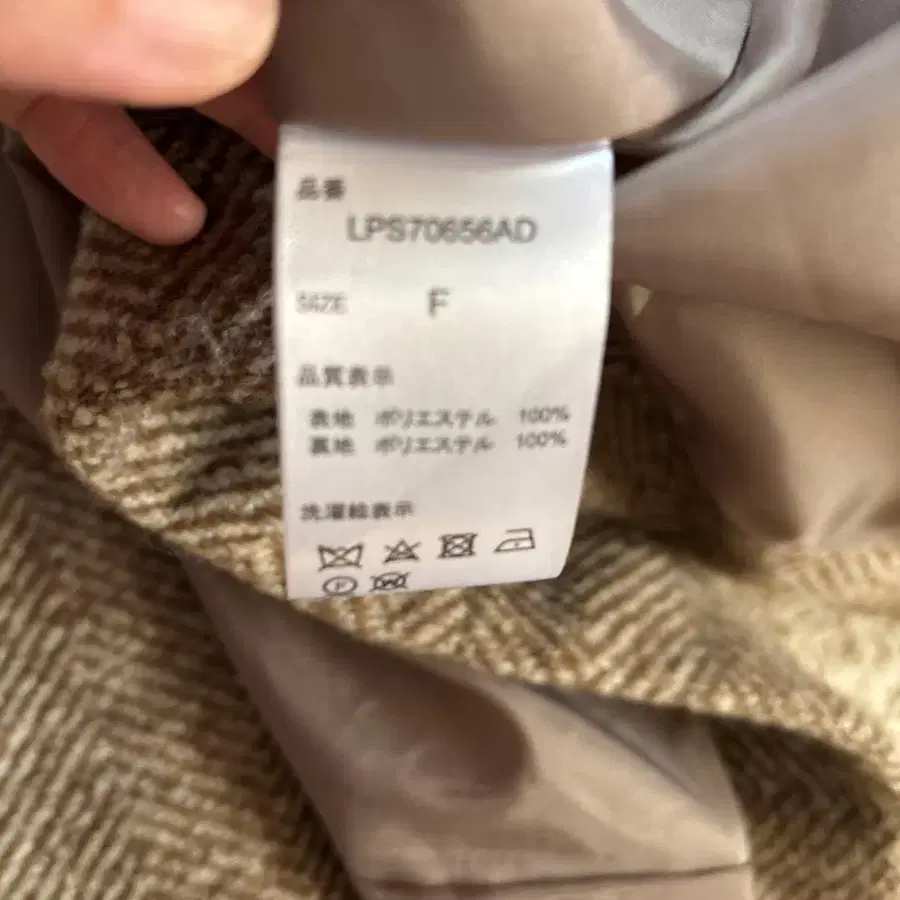 品番
LPS70656AD
SIZE F
品質表示
表地 ポリエステル 100%
裏地 ポリエステル 100%
洗濯絵表示